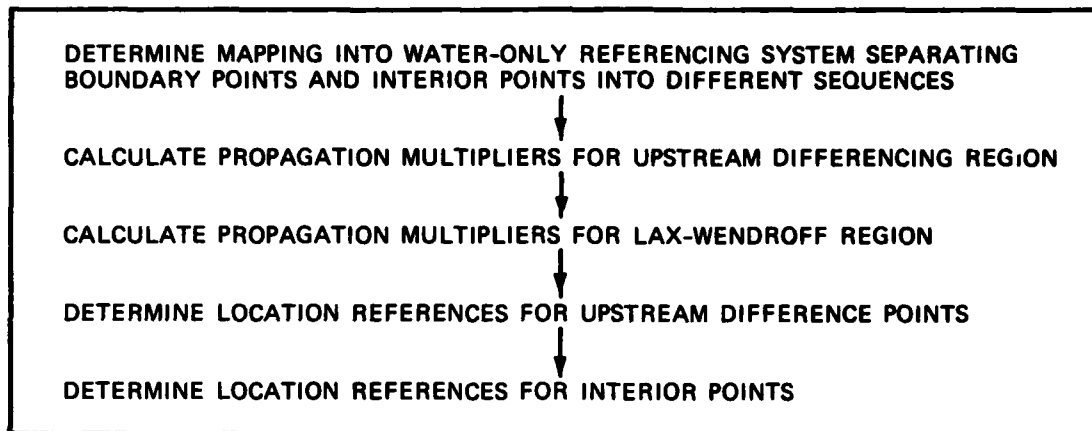 DETERMINE MAPPING INTO WATER-ONLY REFERENCING SYSTEM SEPARATING
BOUNDARY POINTS AND INTERIOR POINTS INTO DIFFERENT SEQUENCES
CALCULATE PROPAGATION MULTIPLIERS FOR UPSTREAM DIFFERENCING REGION
CALCULATE PROPAGATION MULTIPLIERS FOR LAX-WENDROFF REGION
DETERMINE LOCATION REFERENCES FOR UPSTREAM DIFFERENCE POINTS
DETERMINE LOCATION REFERENCES FOR INTERIOR POINTS